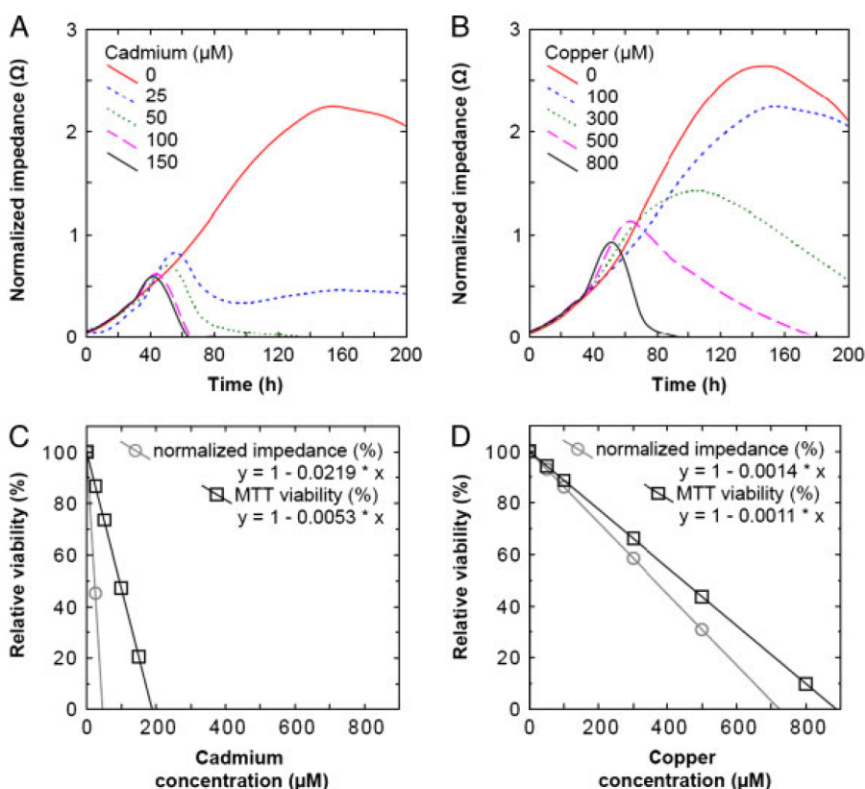 A
3
2
1
0
Normalized impedance (Ω)
Cadmium (µM)
0
25
50
100
150
0 40 80 120 160 200
Time (h)
B
3
2
1
0
Normalized impedance (Ω)
Copper (µM)
0
100
300
500
800
0 40 80 120 160 200
Time (h)
C
100
80
60
40
20
0
Relative viability (%)
normalized impedance (%)
y = 1 - 0.0219 * x
MTT viability (%)
y = 1 - 0.0053 * x
0 200 400 600 800
Cadmium
concentration (µM)
D
100
80
60
40
20
0
Relative viability (%)
normalized impedance (%)
y = 1 - 0.0014 * x
MTT viability (%)
y = 1 - 0.0011 * x
0 200 400 600 800
Copper
concentration (µM)